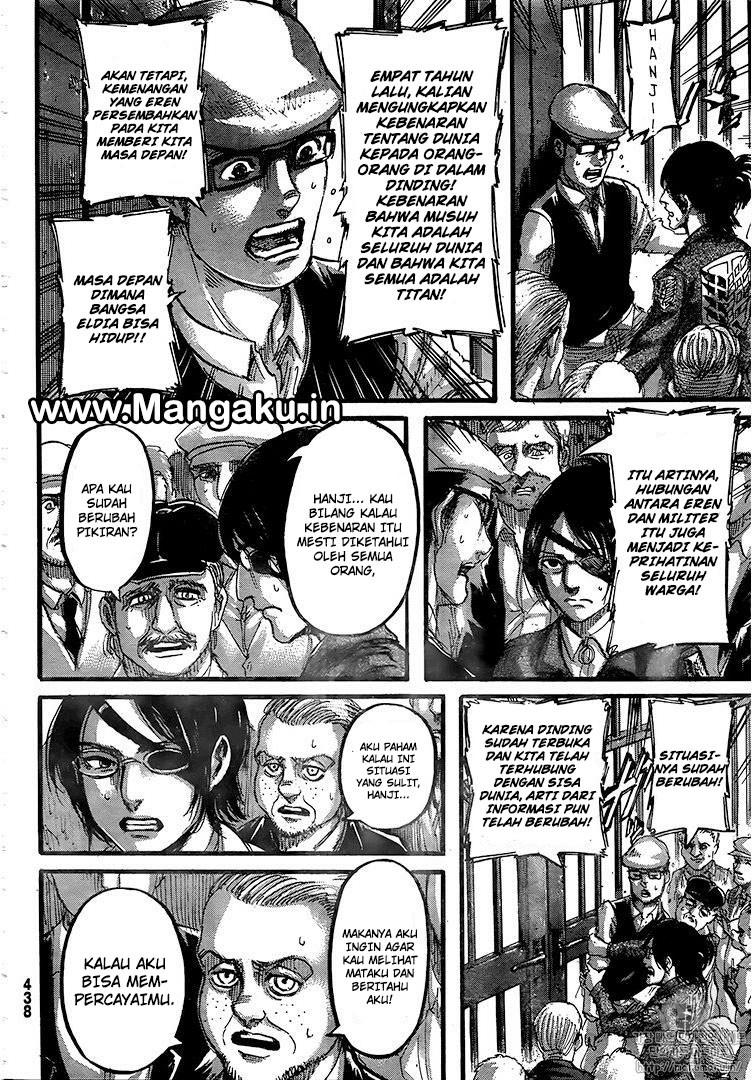 HANJI!
EMPAT TAHUN
LALU, KALIAN
MENGUNGKAPKAN
KEBENARAN
TENTANG DUNIA
KEPADA ORANG-
ORANG DI DALAM
DINDING!
KEBENARAN
BAHWA MUSUH
KITA ADALAH
SELURUH DUNIA
DAN BAHWA KITA
SEMUA ADALAH
TITAN!
AKAN TETAPI,
KEMENANGAN
YANG EREN
PERSEMBAHKAN
PADA KITA
MEMBERI KITA
MASA DEPAN!
MASA DEPAN
DIMANA
BANGSA
ELDIA BISA
HIDUP!!
www.Mangaku.in
ITU ARTINYA,
HUBUNGAN
ANTARA EREN
DAN MILITER
ITU JUGA
MENJADI KE-
PRIHATINAN
SELURUH
WARGA!
HANJI... KAU
BILANG KALAU
KEBENARAN ITU
MESTI DIKETAHUI
OLEH SEMUA
ORANG,
APA KAU
SUDAH
BERUBAH
PIKIRAN?
SITUASI-
NYA SUDAH
BERUBAH!
KARENA DINDING
SUDAH TERBUKA
DAN KITA TELAH
TERHUBUNG
DENGAN SISA
DUNIA, ARTI DARI
INFORMASI PUN
TELAH BERUBAH!
AKU PAHAM
KALAU INI
SITUASI
YANG SULIT,
HANJI...
MAKANYA AKU
INGIN AGAR
KAU MELIHAT
MATAKU DAN
BERITAHU
AKU!
KALAU AKU
BISA MEM-
PERCAYAIMU.
438